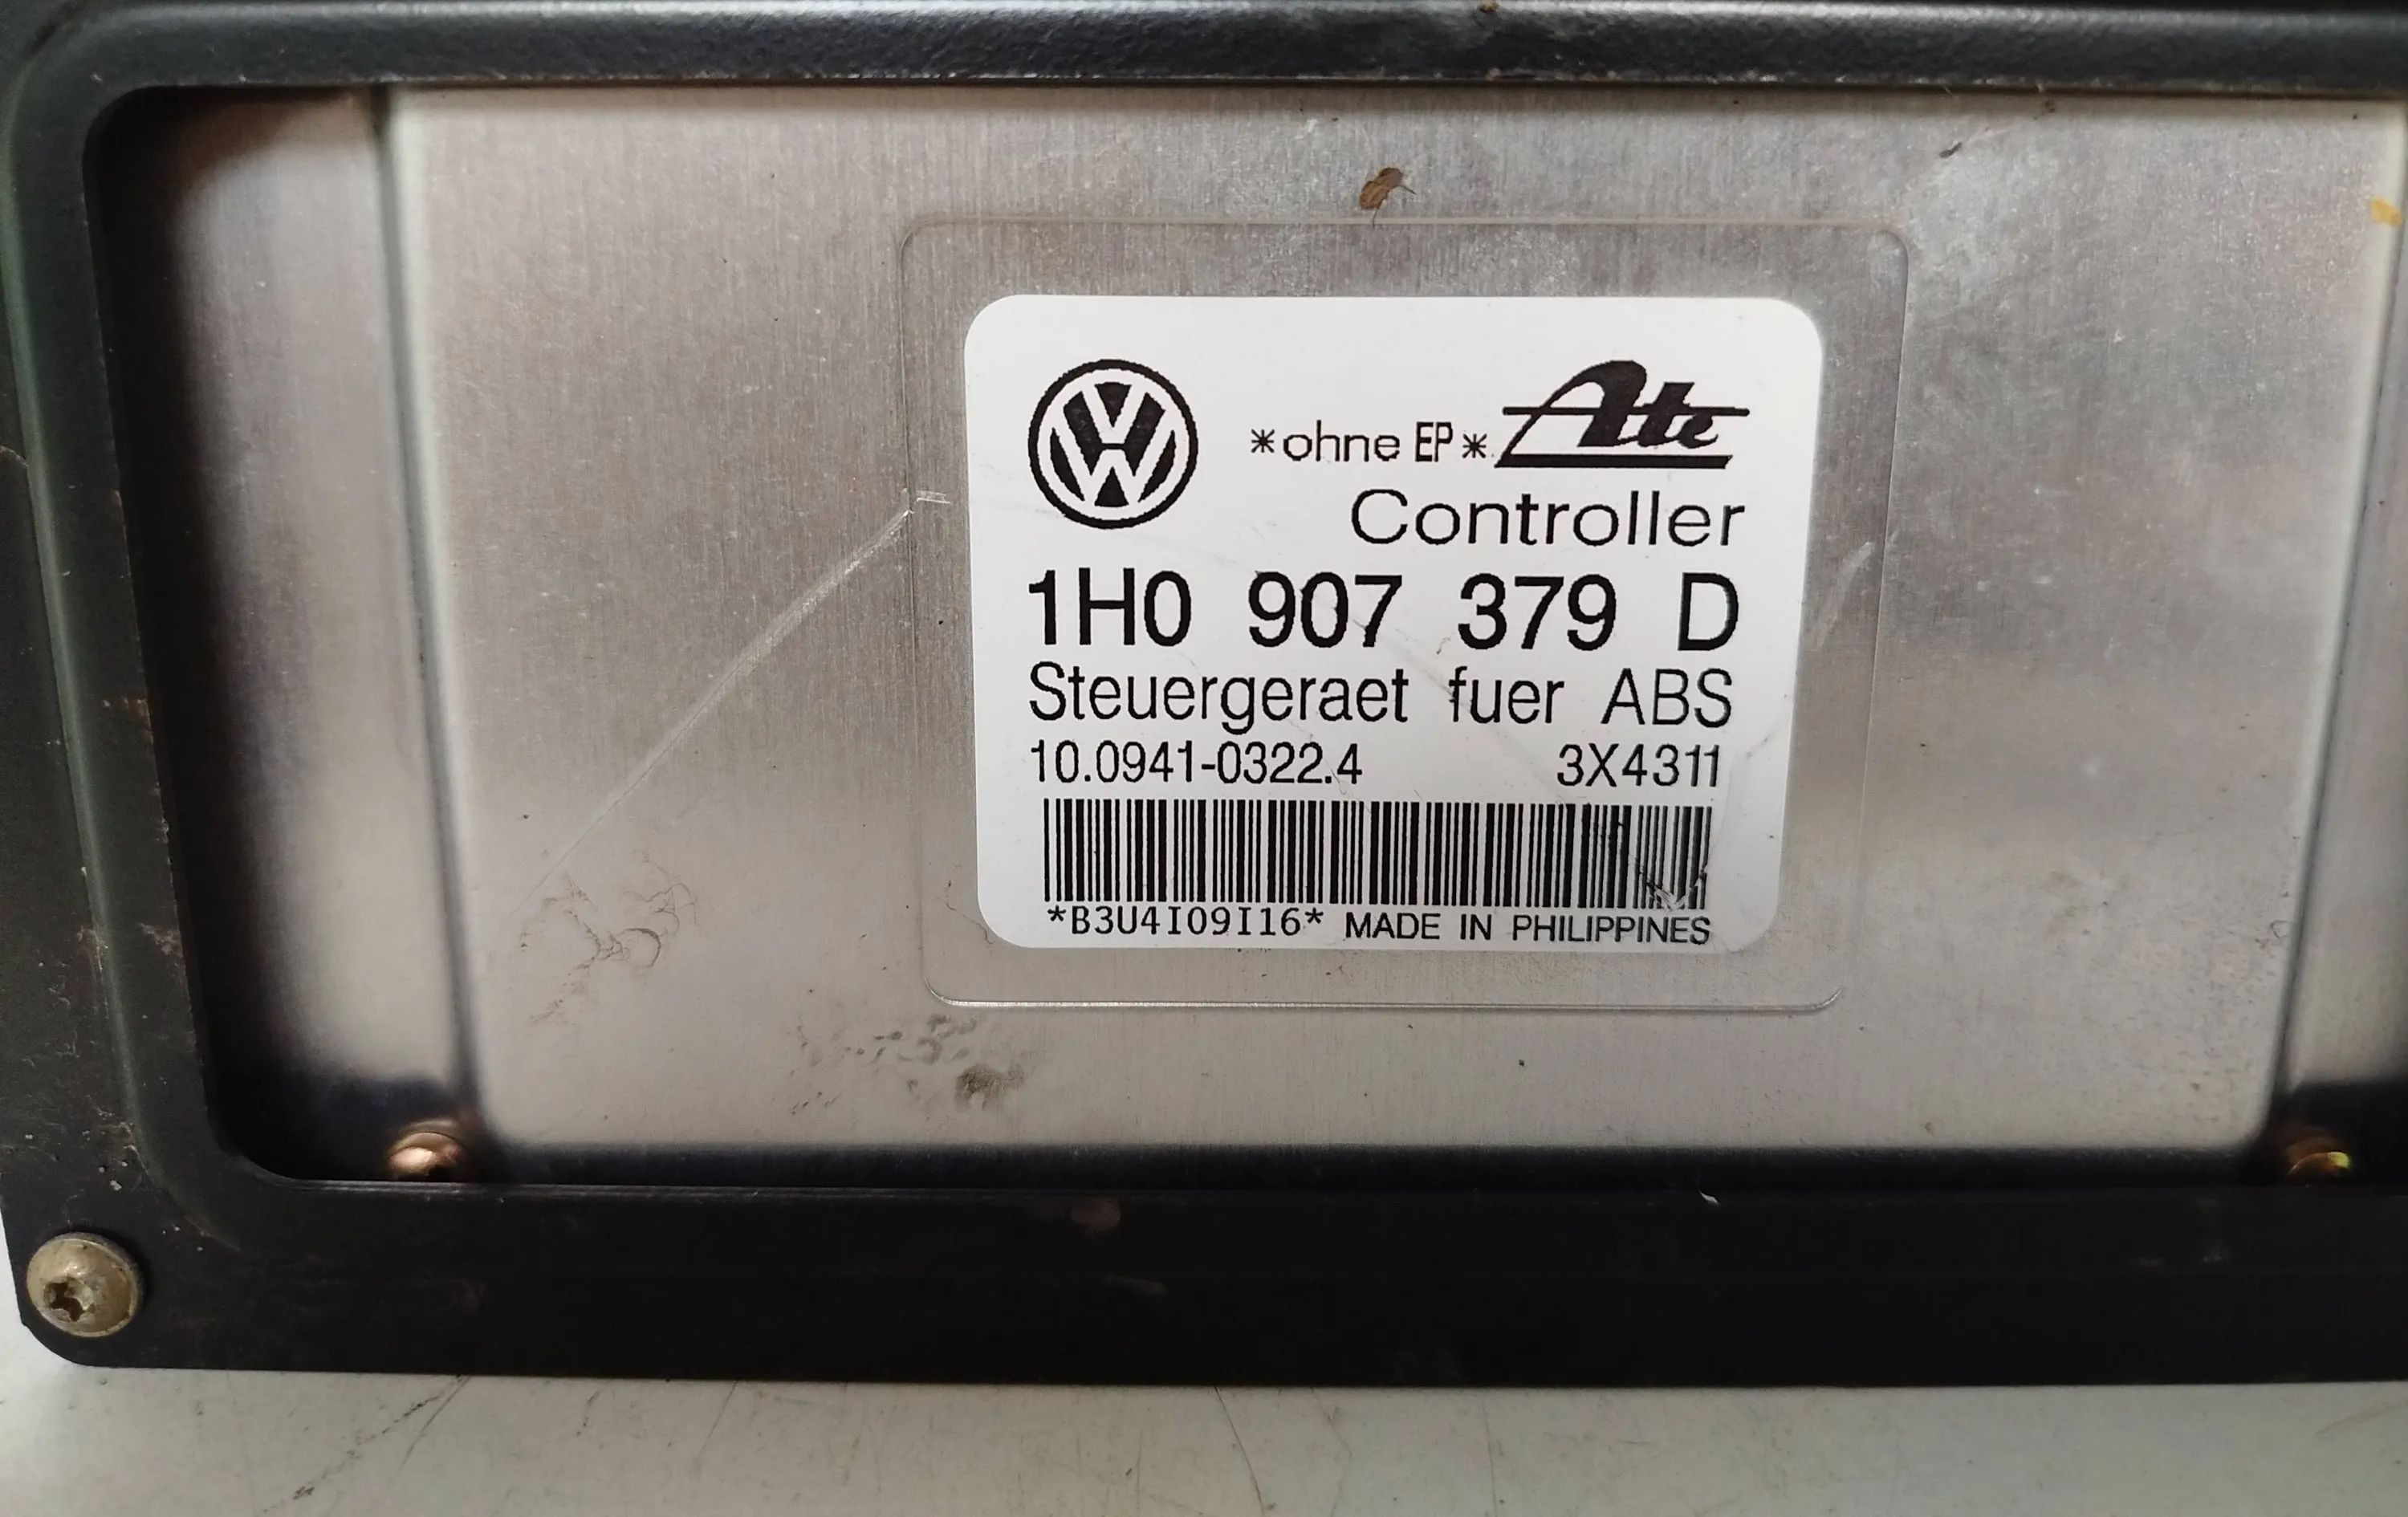 *ohne EP* Ate
Controller
1H0 907 379 D
Steuergeraet fuer ABS
10.0941-0322.4 3X4311
*B3U4I09I16* MADE IN PHILIPPINES